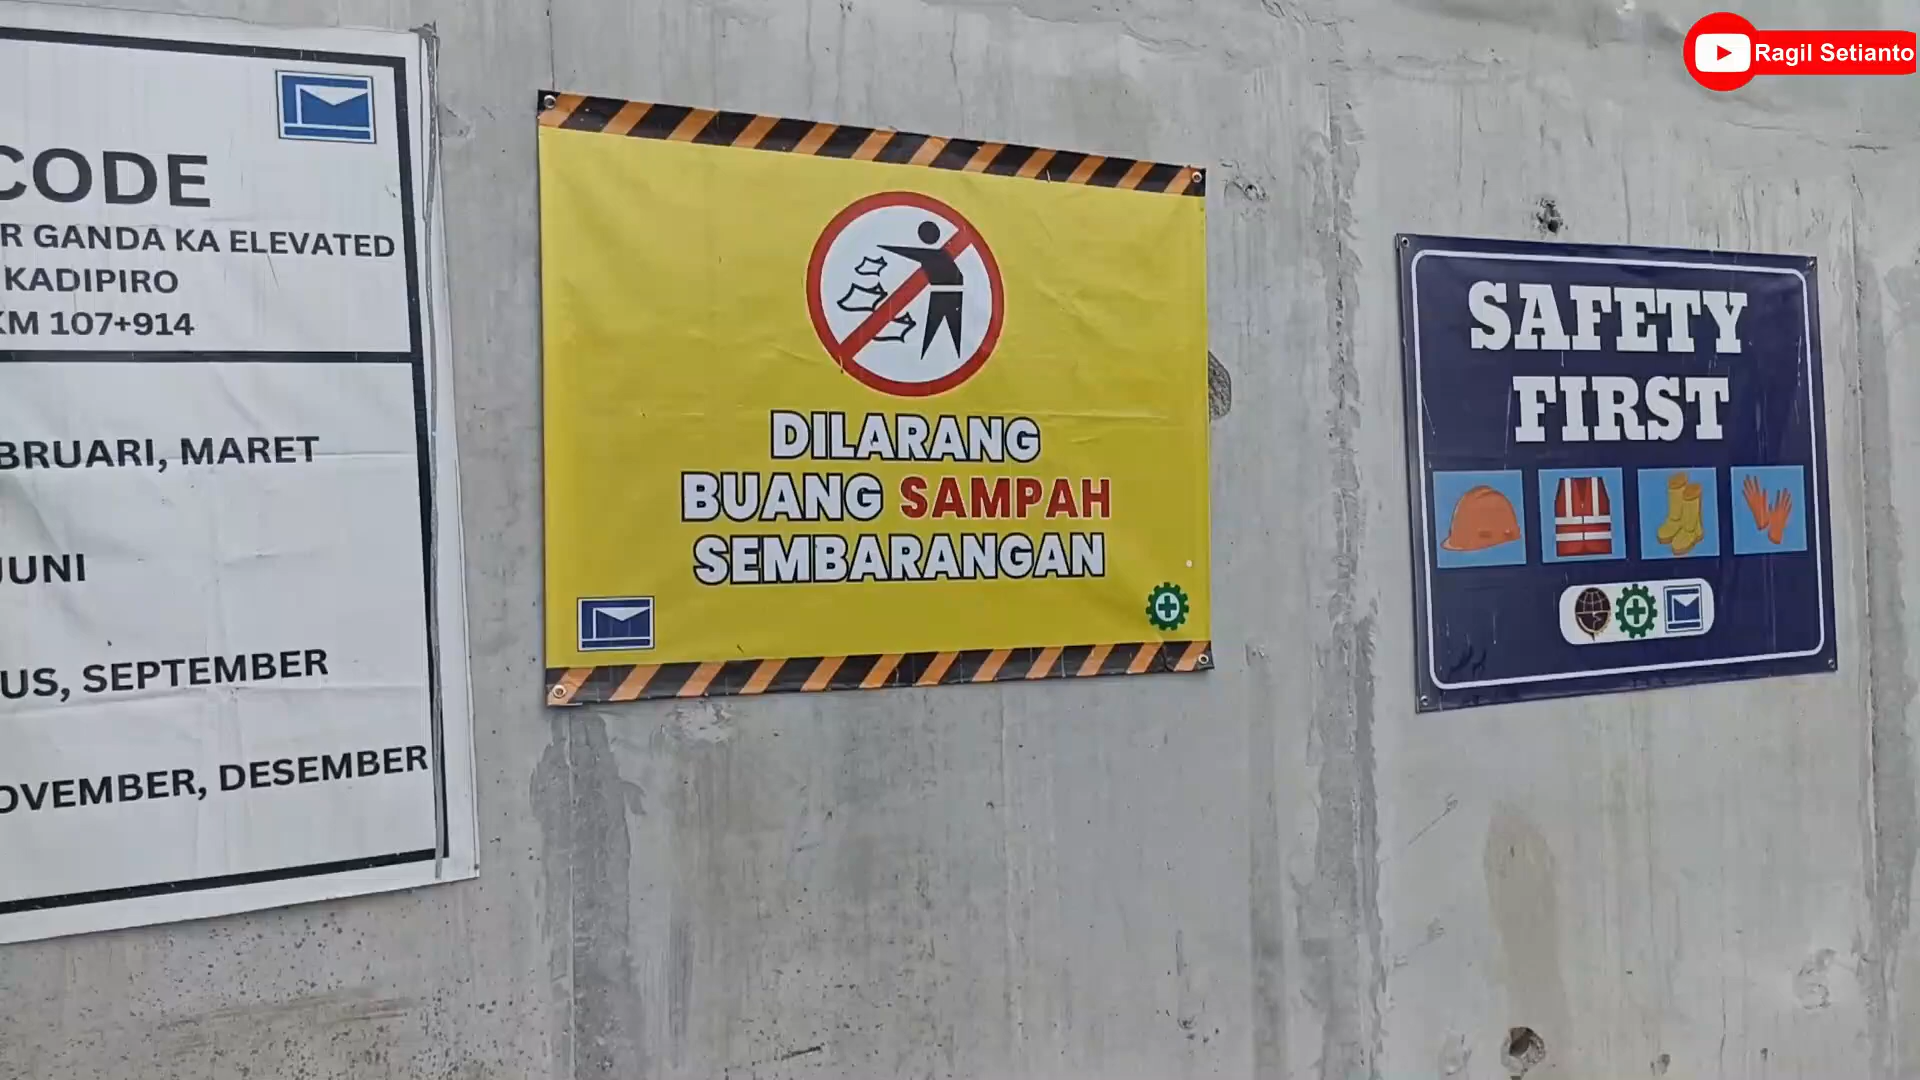 CODE
R GANDA KA ELEVATED
KADIPIRO
KM 107+914
BRUARI, MARET
JUNI
US, SEPTEMBER
OVEMBER, DESEMBER
DILARANG
BUANG SAMPAH
SEMBARANGAN
SAFETY
FIRST
Ragil Setianto